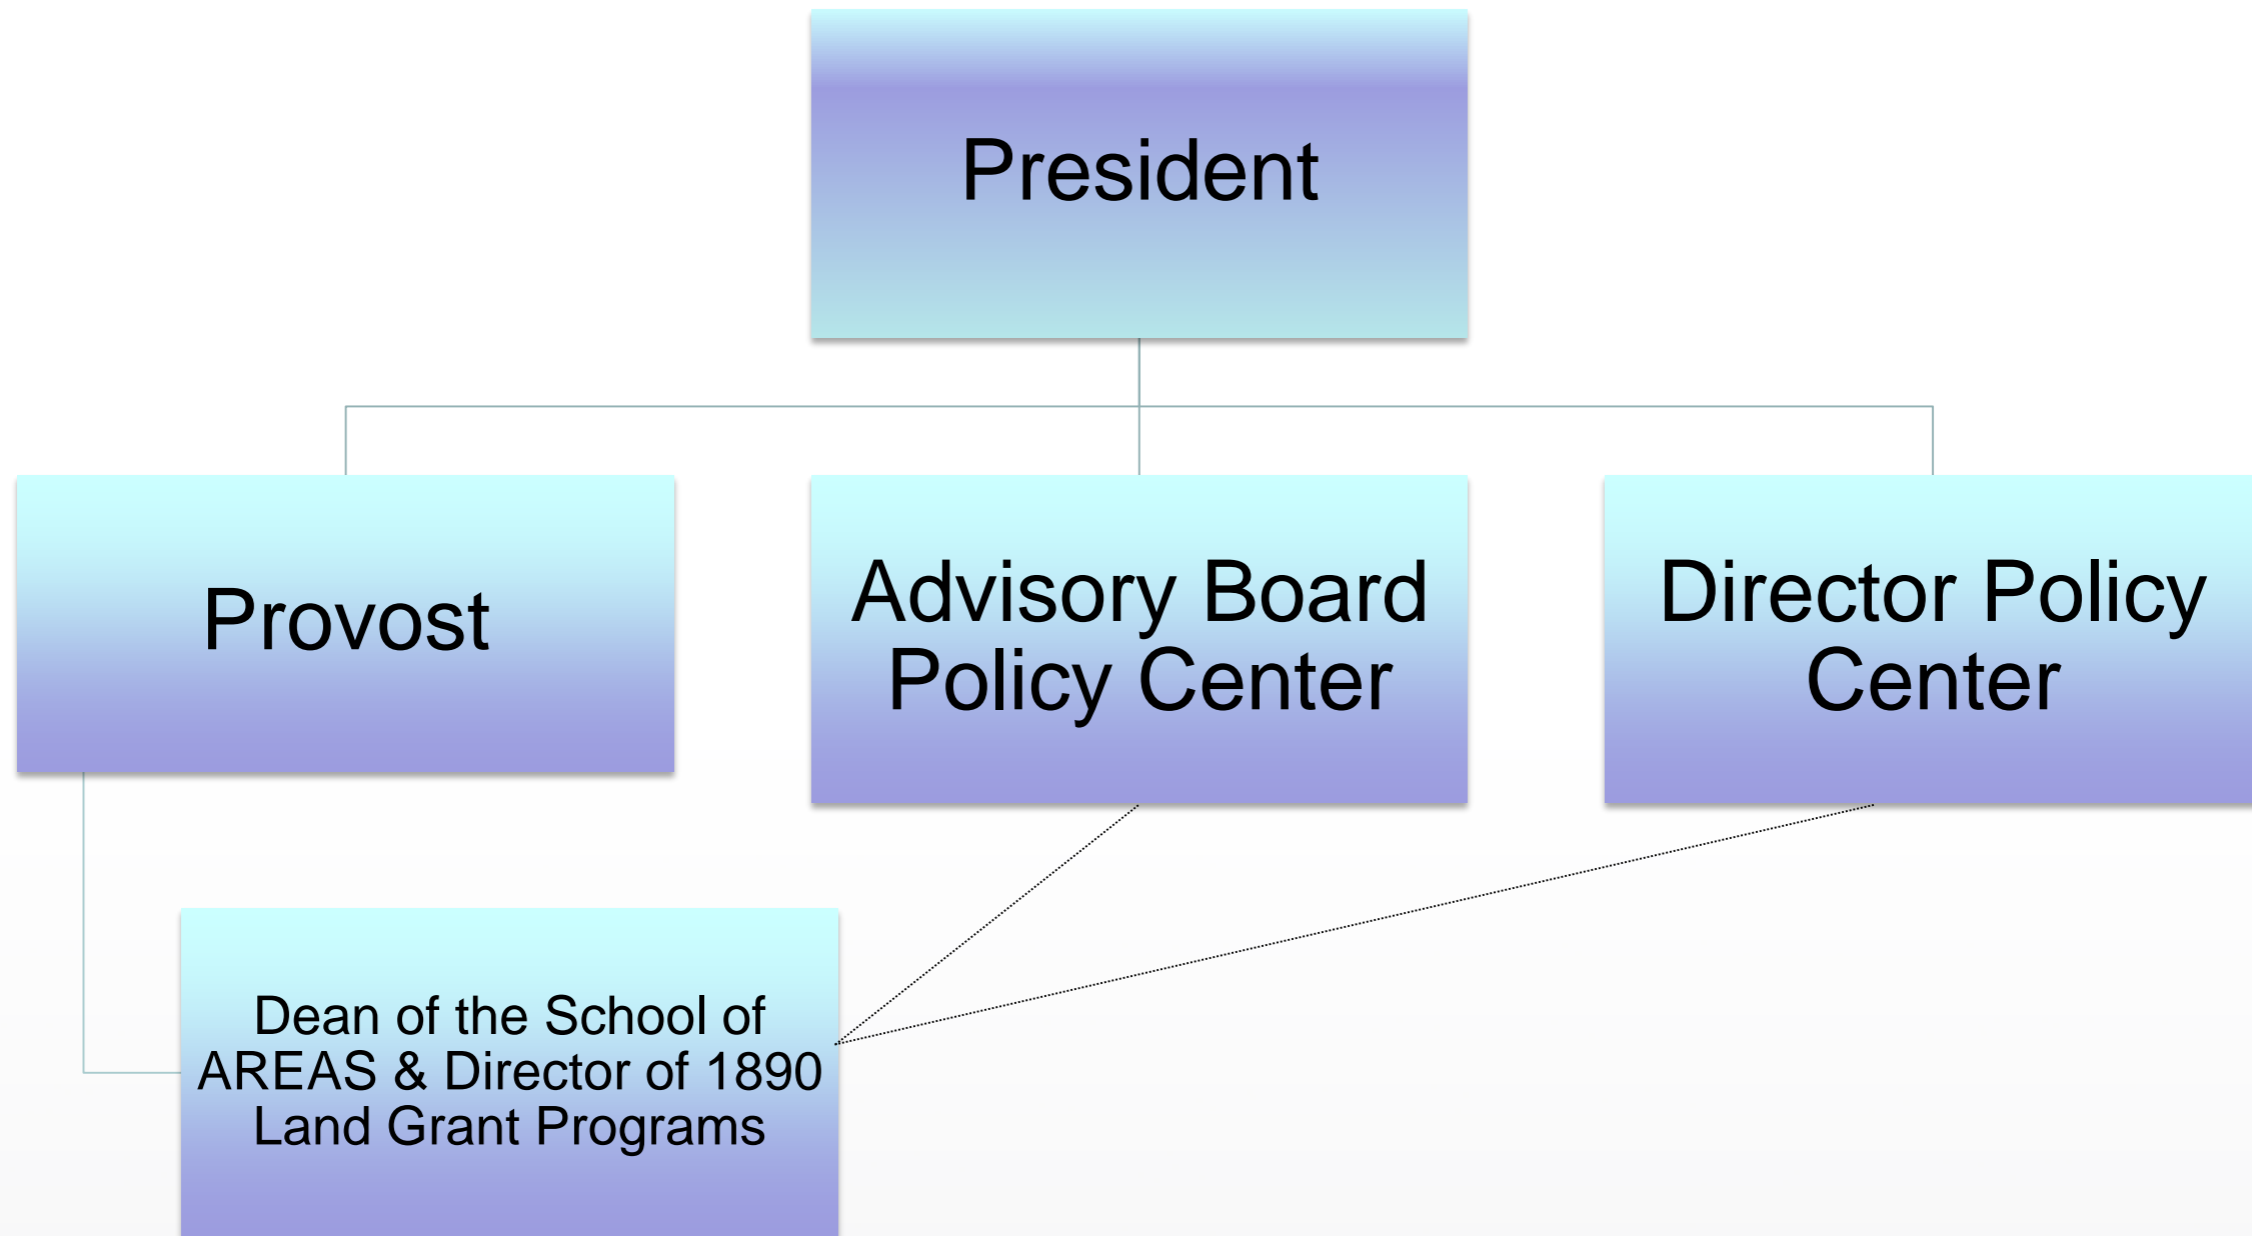 President
Provost
Advisory Board
Policy Center
Director Policy
Center
Dean of the School of
AREAS & Director of 1890
Land Grant Programs